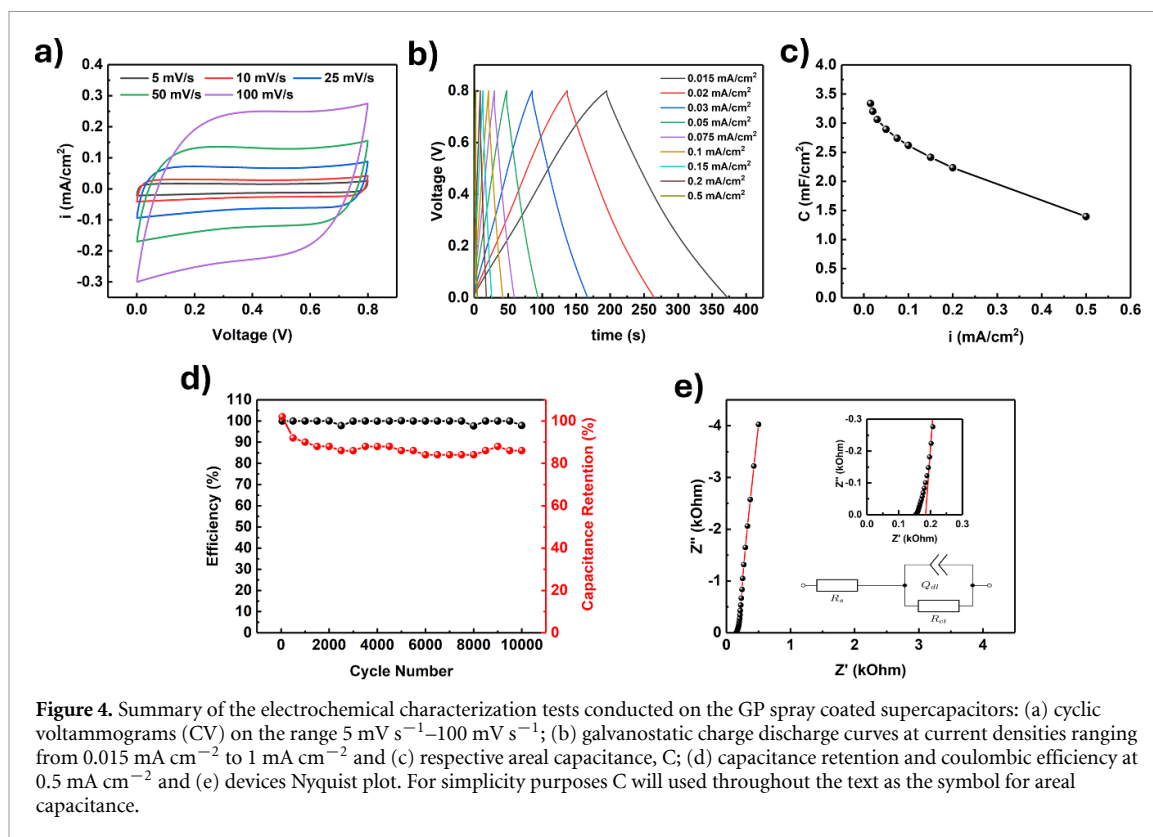 a)
0.4
0.3
0.2
0.1
0.0
-0.1
-0.2
-0.3
i (mA/cm²)
5 mV/s 10 mV/s 25 mV/s
50 mV/s 100 mV/s
0.0 0.2 0.4 0.6 0.8
Voltage (V)
b)
0.8
0.6
0.4
0.2
0.0
Voltage (V)
0.015 mA/cm²
0.02 mA/cm²
0.03 mA/cm²
0.05 mA/cm²
0.075 mA/cm²
0.1 mA/cm²
0.15 mA/cm²
0.2 mA/cm²
0.5 mA/cm²
0 50 100 150 200 250 300 350 400
time (s)
c)
4.0
3.5
3.0
2.5
2.0
1.5
1.0
0.5
0.0
C (mF/cm²)
0.0 0.1 0.2 0.3 0.4 0.5 0.6
i (mA/cm²)
d)
110
100
90
80
70
60
50
40
30
20
10
0
Efficiency (%)
100
80
60
40
20
0
Capacitance Retention (%)
0 2000 4000 6000 8000 10000
Cycle Number
e)
-4
-3
-2
-1
0
Z'' (kOhm)
0 1 2 3 4
Z' (kOhm)
-0.3
-0.2
-0.1
0.0
Z'' (kOhm)
0.0 0.1 0.2 0.3
Z' (kOhm)
Rs
Qdl
Rct
Figure 4. Summary of the electrochemical characterization tests conducted on the GP spray coated supercapacitors: (a) cyclic
voltammograms (CV) on the range 5 mV s−1–100 mV s−1; (b) galvanostatic charge discharge curves at current densities ranging
from 0.015 mA cm−2 to 1 mA cm−2 and (c) respective areal capacitance, C; (d) capacitance retention and coulombic efficiency at
0.5 mA cm−2 and (e) devices Nyquist plot. For simplicity purposes C will used throughout the text as the symbol for areal
capacitance.